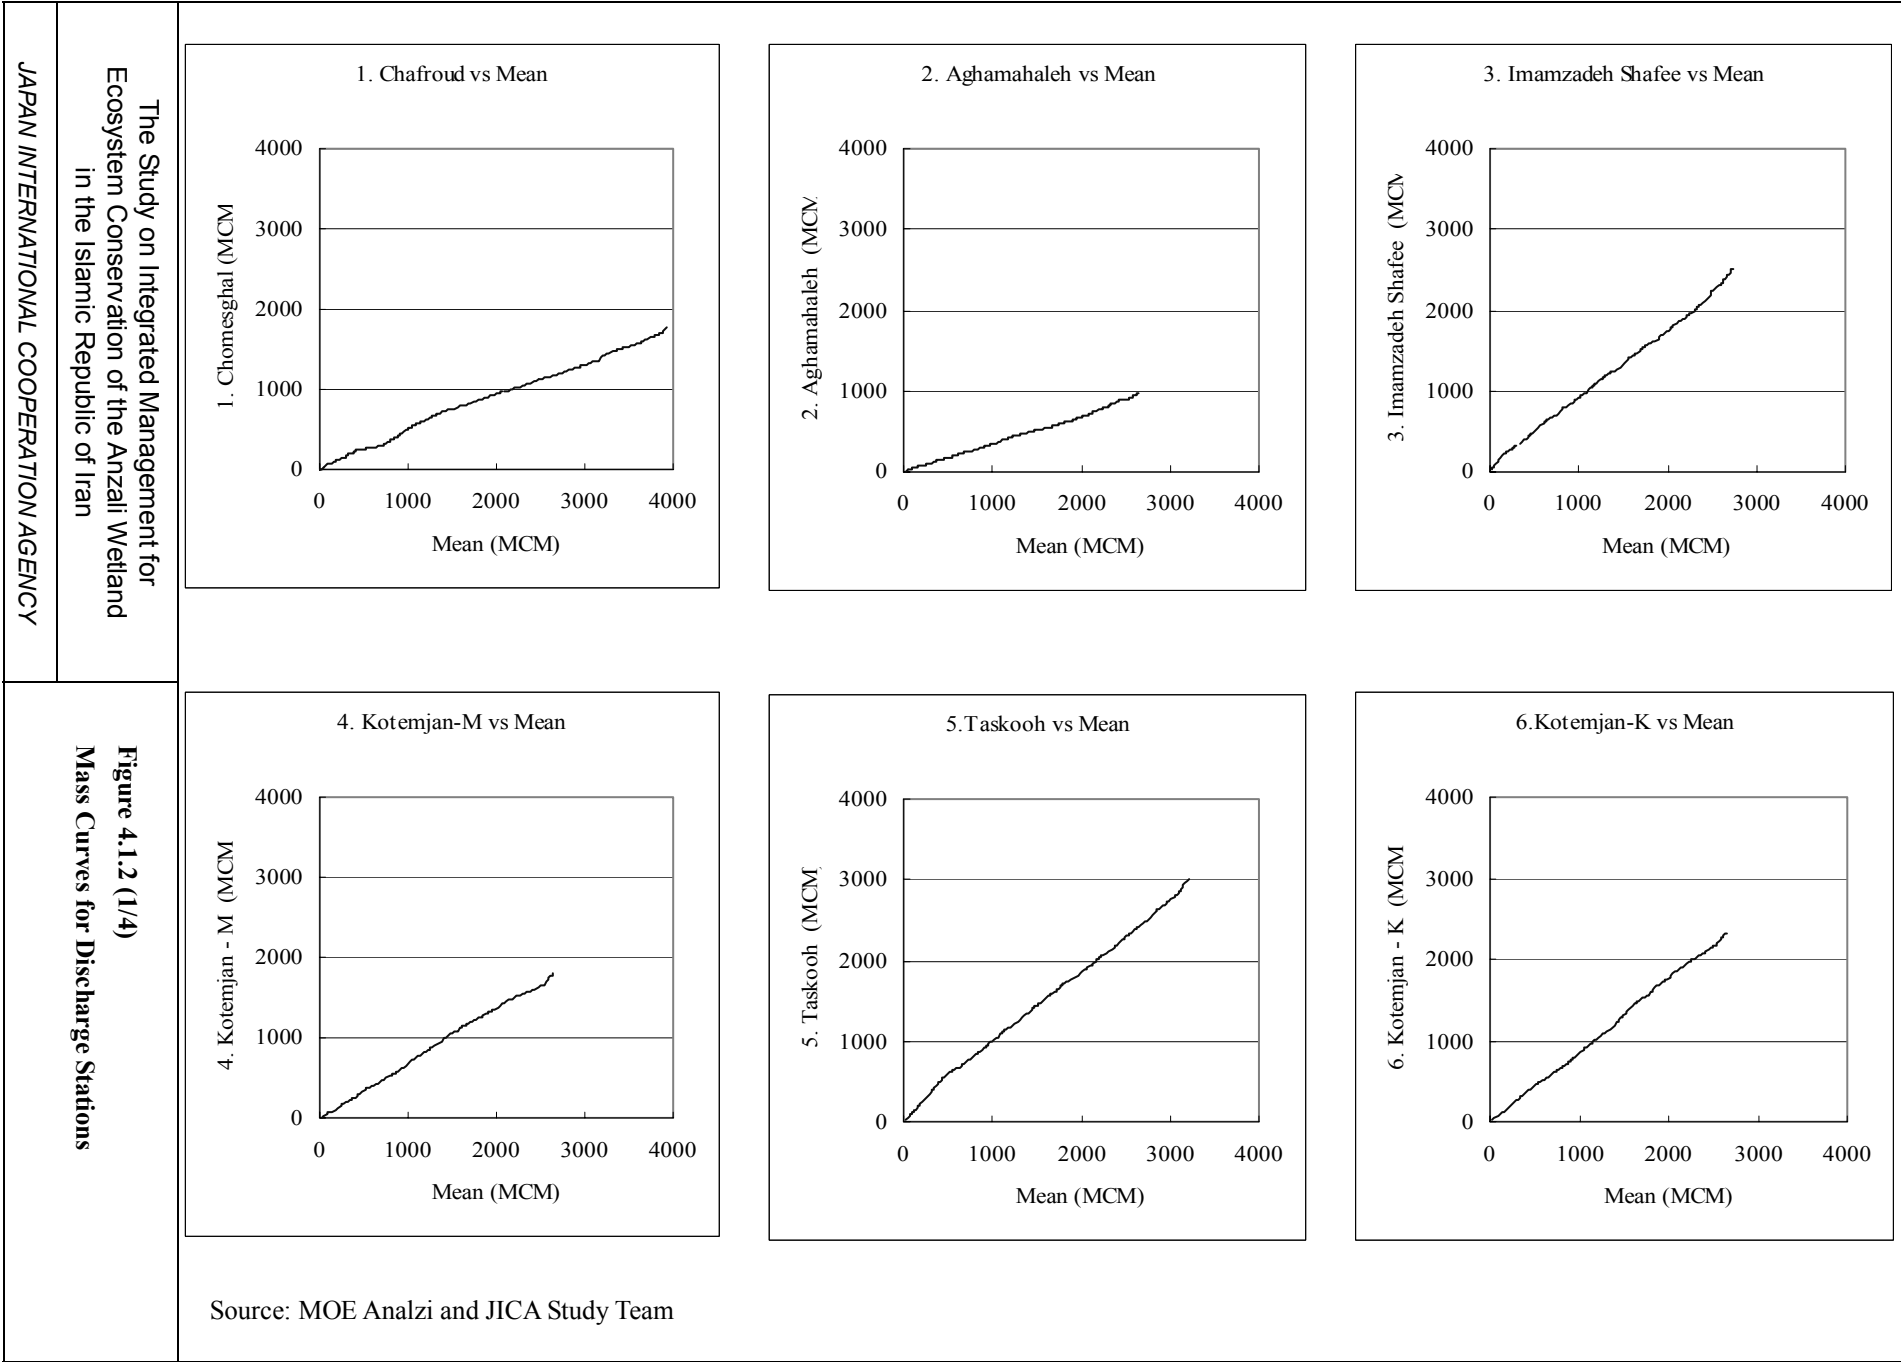 The Study on Integrated Management for
Ecosystem Conservation of the Anzali Wetland
in the Islamic Republic of Iran
JAPAN INTERNATIONAL COOPERATION AGENCY
Figure 4.1.2 (1/4)
Mass Curves for Discharge Stations
1. Chafroud vs Mean
1. Chomesghal (MCM
4000
3000
2000
1000
0
0 1000 2000 3000 4000
Mean (MCM)
2. Aghamahaleh vs Mean
2. Aghamahaleh (MCM
4000
3000
2000
1000
0
0 1000 2000 3000 4000
Mean (MCM)
3. Imamzadeh Shafee vs Mean
3. Imamzadeh Shafee (MCM
4000
3000
2000
1000
0
0 1000 2000 3000 4000
Mean (MCM)
4. Kotemjan-M vs Mean
4. Kotemjan - M (MCM
4000
3000
2000
1000
0
0 1000 2000 3000 4000
Mean (MCM)
5.Taskooh vs Mean
5. Taskooh (MCM
4000
3000
2000
1000
0
0 1000 2000 3000 4000
Mean (MCM)
6.Kotemjan-K vs Mean
6. Kotemjan - K (MCM
4000
3000
2000
1000
0
0 1000 2000 3000 4000
Mean (MCM)
Source: MOE Analzi and JICA Study Team